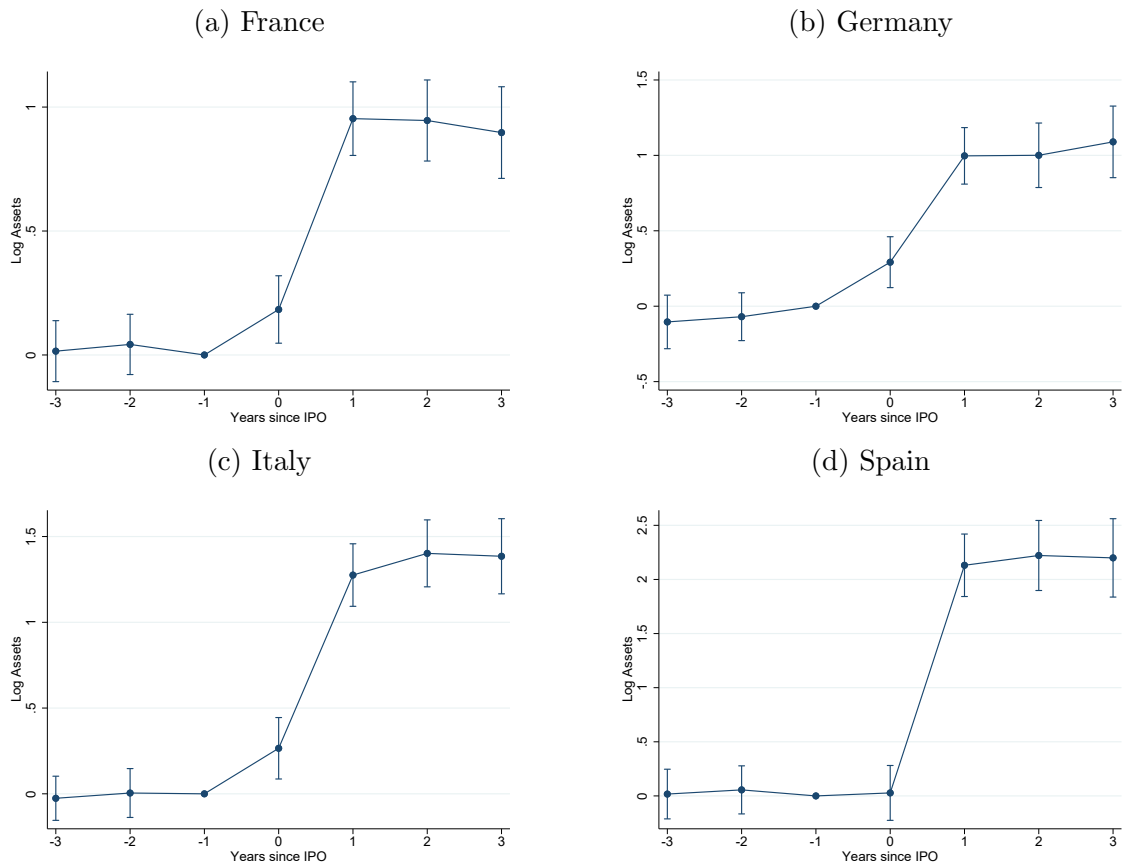 (a) France
1
.5
0
Log Assets
-3 -2 -1 0 1 2 3
Years since IPO
(b) Germany
1.5
1
.5
0
-.5
Log Assets
-3 -2 -1 0 1 2 3
Years since IPO
(c) Italy
1.5
1
.5
0
Log Assets
-3 -2 -1 0 1 2 3
Years since IPO
(d) Spain
2.5
2
1.5
1
.5
0
Log Assets
-3 -2 -1 0 1 2 3
Years since IPO